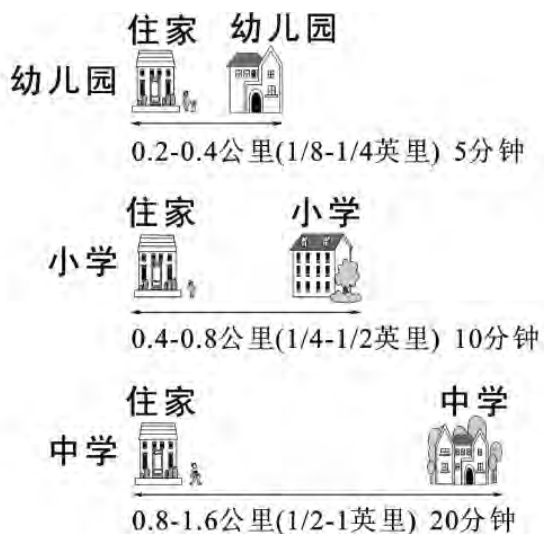 住家 幼儿园
幼儿园
0.2-0.4公里(1/8-1/4英里) 5分钟
住家 小学
小学
0.4-0.8公里(1/4-1/2英里) 10分钟
住家 中学
中学
0.8-1.6公里(1/2-1英里) 20分钟